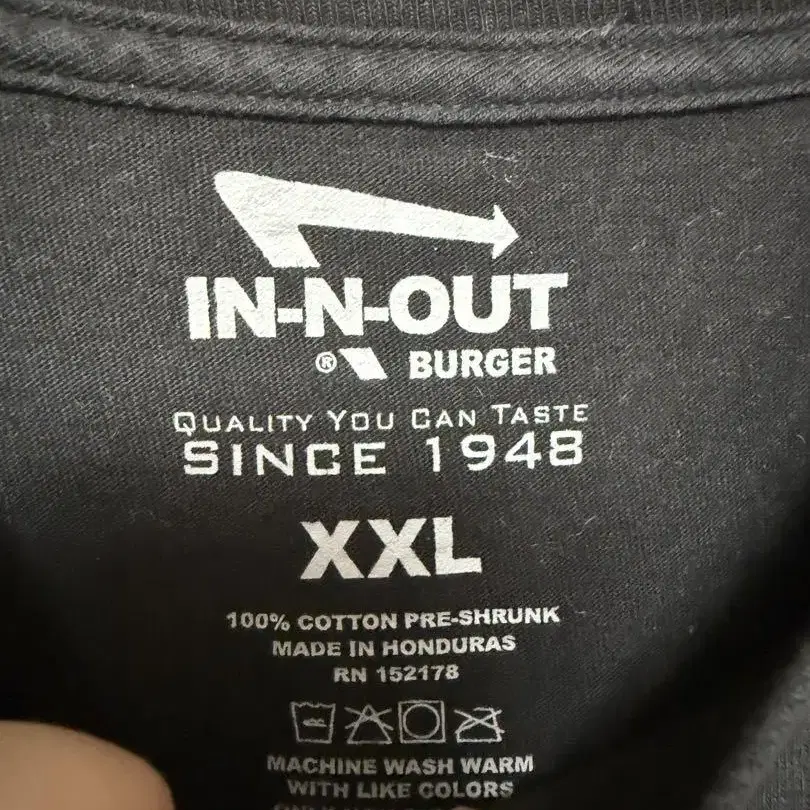 IN-N-OUT
® BURGER
QUALITY YOU CAN TASTE
SINCE 1948
XXL
100% COTTON PRE-SHRUNK
MADE IN HONDURAS
RN 152178
MACHINE WASH WARM
WITH LIKE COLORS